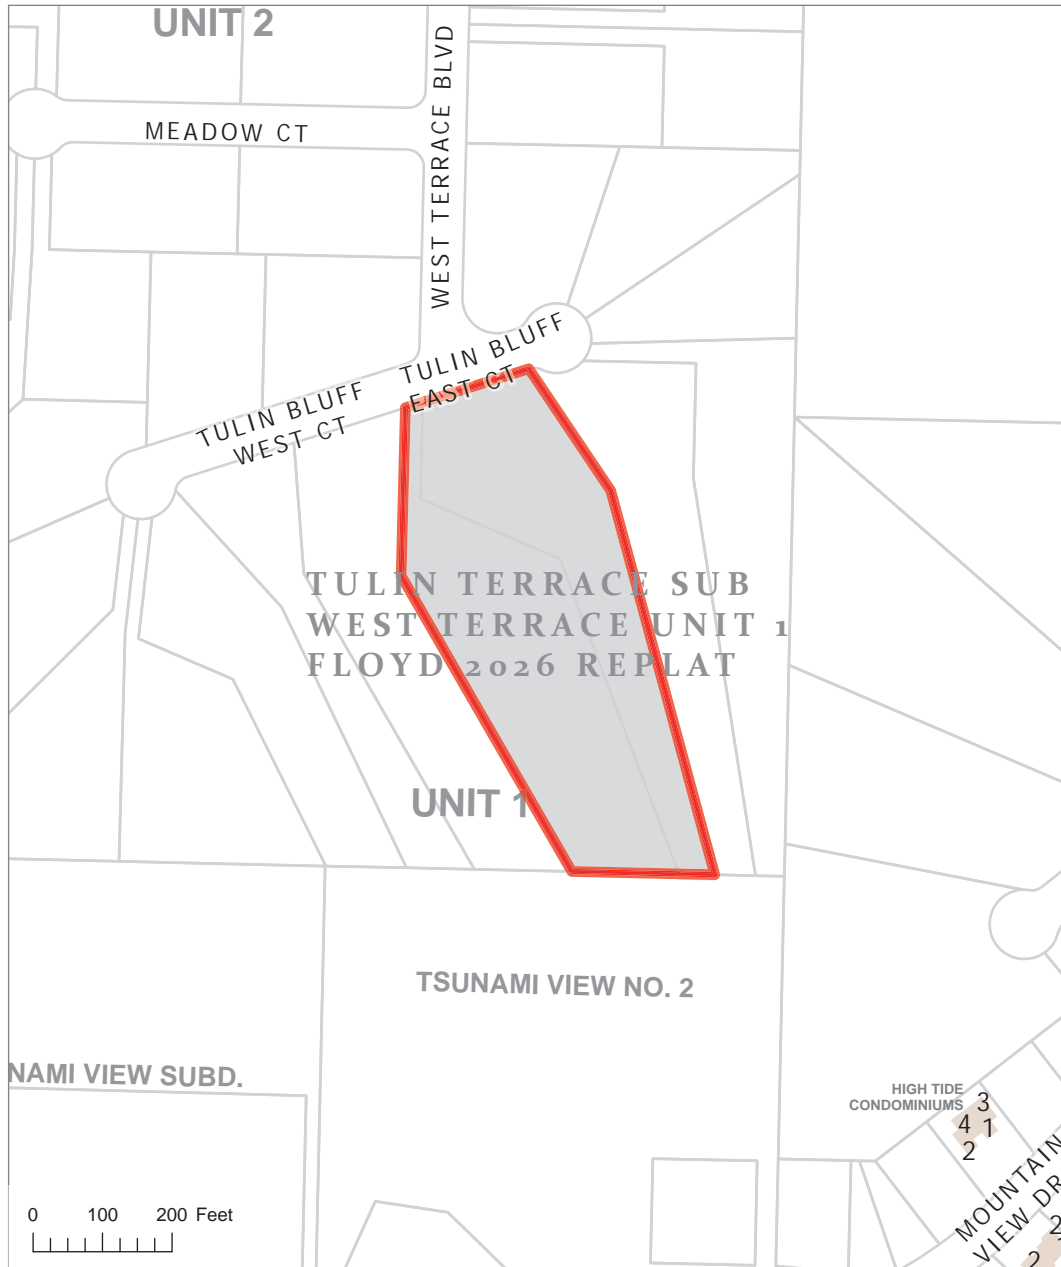 UNIT 2
MEADOW CT
WEST TERRACE BLVD
TULIN BLUFF
EAST CT
TULIN BLUFF
WEST CT
TULIN TERRACE SUB
WEST TERRACE UNIT 1
FLOYD 2026 REPLAT
UNIT 1
TSUNAMI VIEW NO. 2
NAMI VIEW SUBD.
HIGH TIDE
CONDOMINIUMS
3
4 1
2
MOUNTAIN
VIEW DR
2
2
0 100 200 Feet